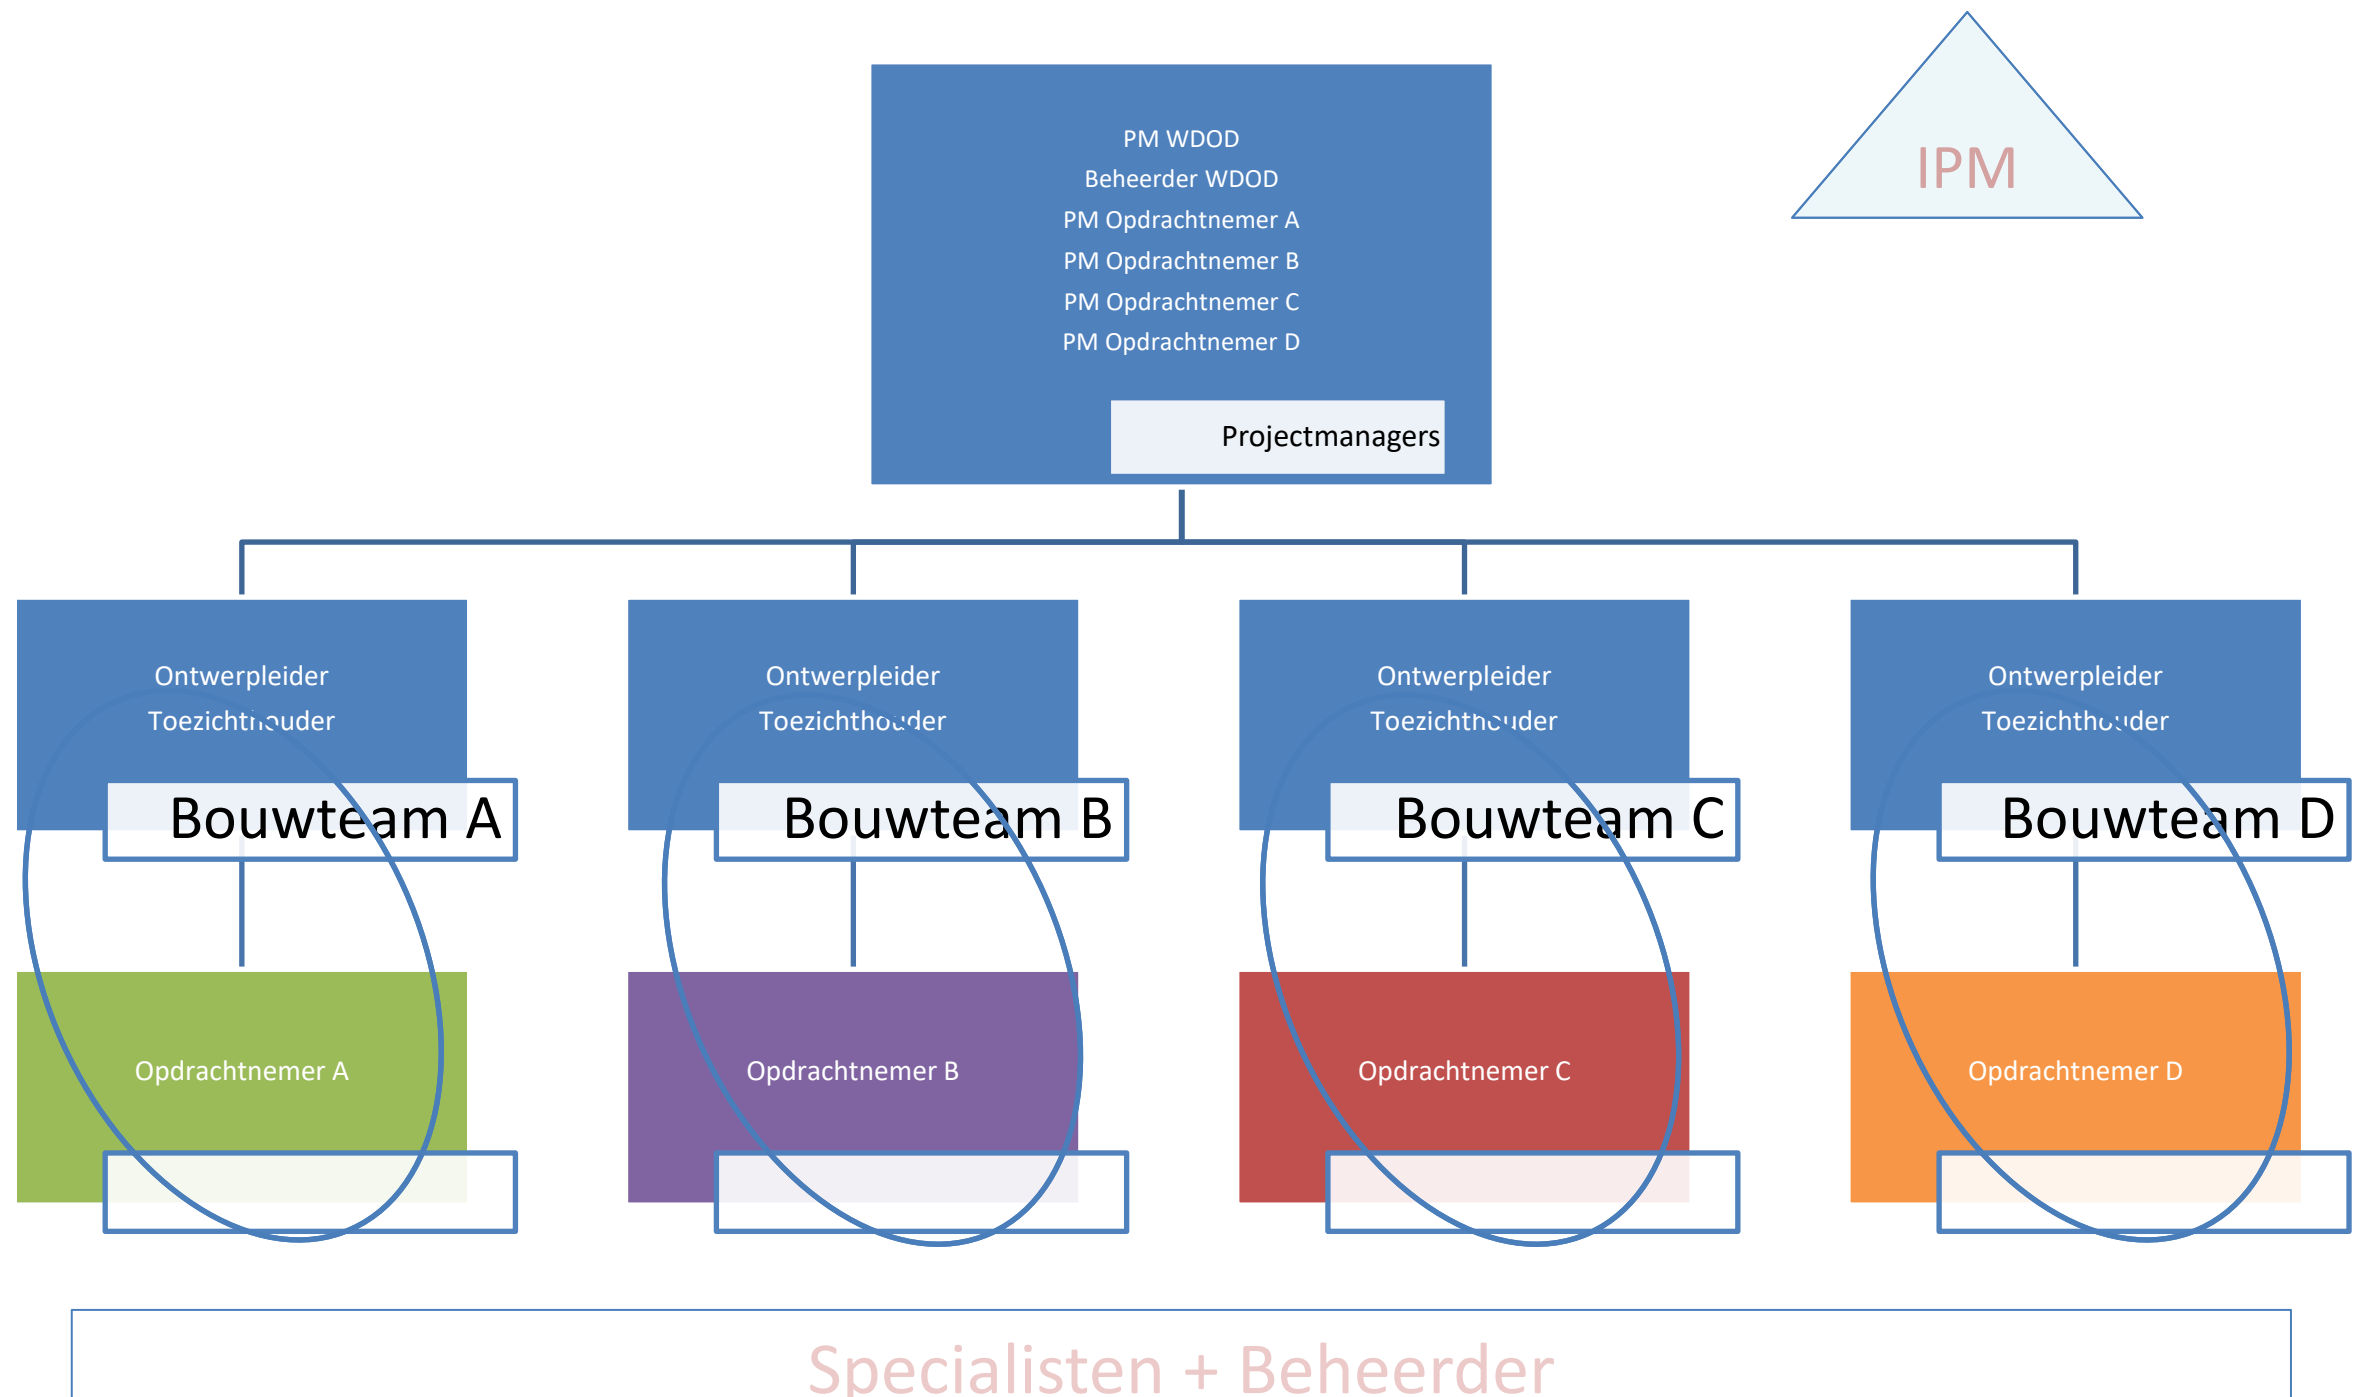 IPM
PM WDOD
Beheerder WDOD
PM Opdrachtnemer A
PM Opdrachtnemer B
PM Opdrachtnemer C
PM Opdrachtnemer D
Projectmanagers
Ontwerpleider
Toezichthouder
Bouwteam A
Ontwerpleider
Toezichthouder
Bouwteam B
Ontwerpleider
Toezichthouder
Bouwteam C
Ontwerpleider
Toezichthouder
Bouwteam D
Opdrachtnemer A
Opdrachtnemer B
Opdrachtnemer C
Opdrachtnemer D
Specialisten + Beheerder